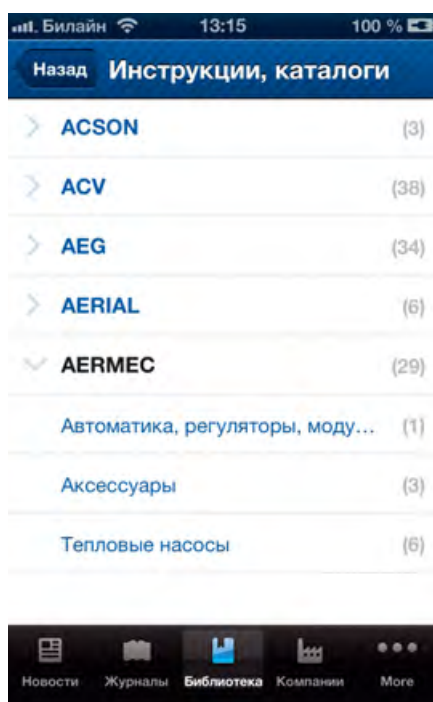 Билайн 13:15 100 %
Назад Инструкции, каталоги
ACSON (3)
ACV (38)
AEG (34)
AERIAL (6)
AERMEC (29)
Автоматика, регуляторы, моду... (1)
Аксессуары (3)
Тепловые насосы (6)
Новости Журналы Библиотека Компании More